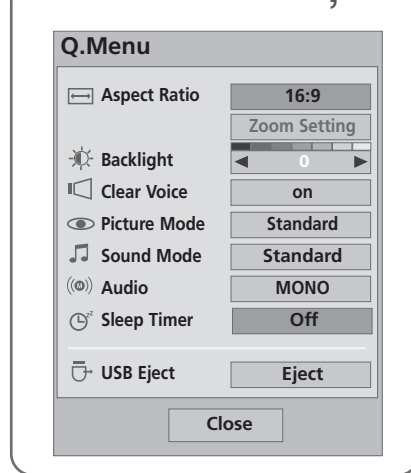 Q.Menu
Aspect Ratio 16:9
Zoom Setting
Backlight ◄ 0 ►
Clear Voice on
Picture Mode Standard
Sound Mode Standard
Audio MONO
Sleep Timer Off
USB Eject Eject
Close